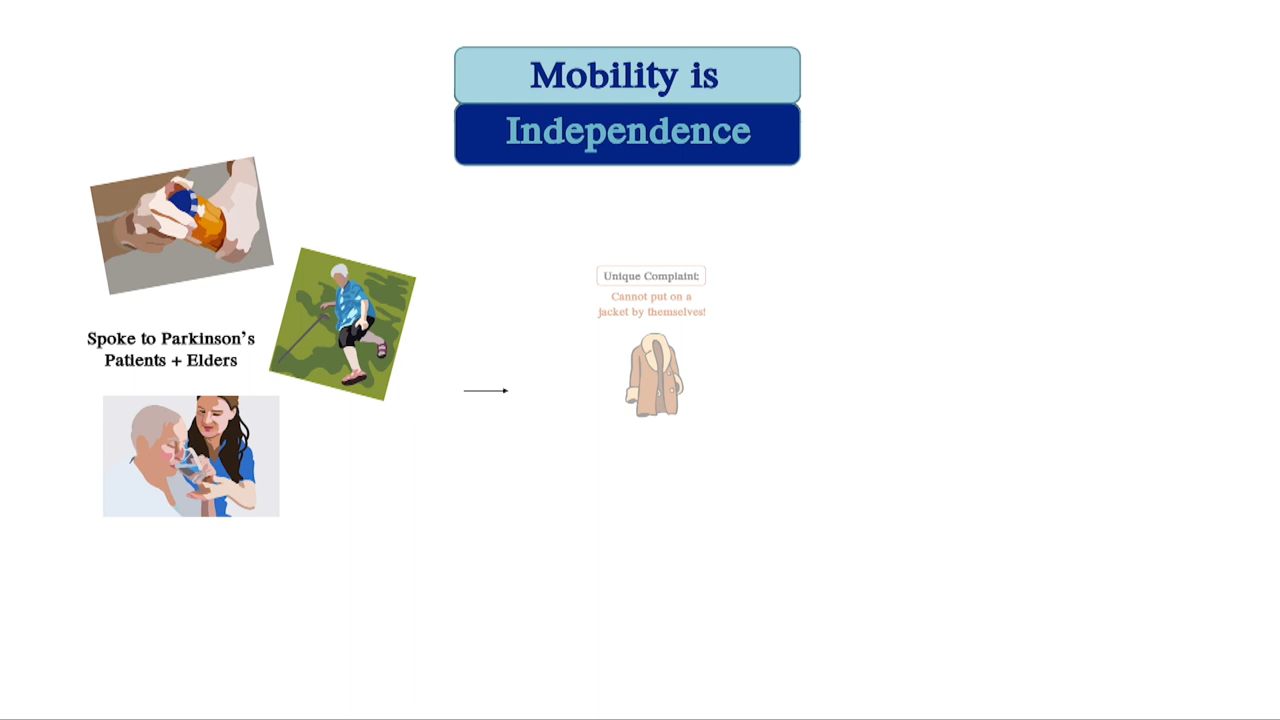 Mobility is
Independence
Spoke to Parkinson's
Patients + Elders
Unique Complaint:
Cannot put on a
jacket by themselves!